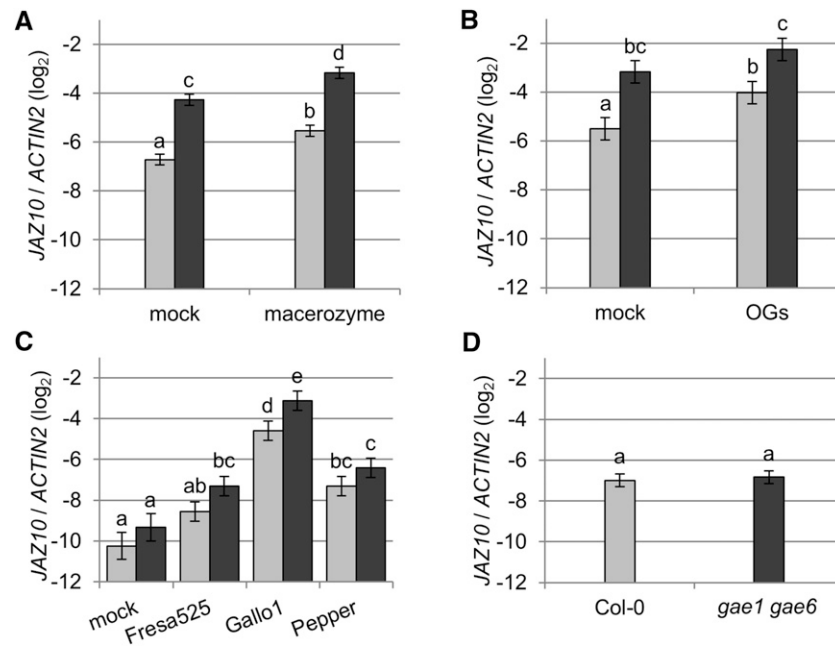 A
JAZ10 / ACTIN2 (log₂)
-2
-4
-6
-8
-10
-12
a
c
b
d
mock
macerozyme
B
JAZ10 / ACTIN2 (log₂)
-2
-4
-6
-8
-10
-12
a
bc
b
c
mock
OGs
C
JAZ10 / ACTIN2 (log₂)
-2
-4
-6
-8
-10
-12
a
a
ab
bc
d
e
bc
c
mock
Fresa525
Gallo1
Pepper
D
JAZ10 / ACTIN2 (log₂)
-2
-4
-6
-8
-10
-12
a
a
Col-0
gae1 gae6